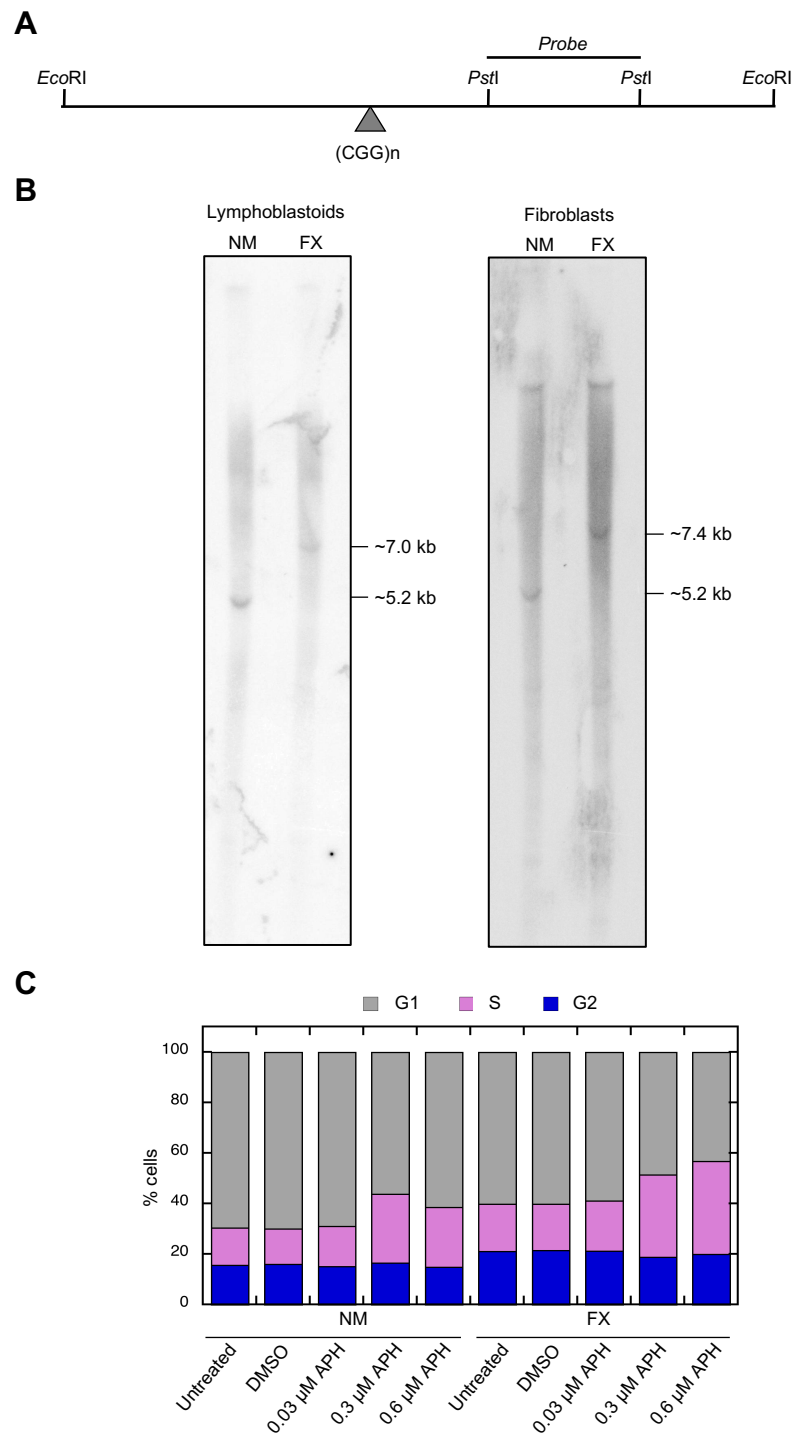 A
Probe
EcoRI PstI PstI EcoRI
(CGG)n
B
Lymphoblastoids Fibroblasts
NM FX NM FX
~7.0 kb
~5.2 kb
~7.4 kb
~5.2 kb
C
G1 S G2
% cells
100
80
60
40
20
0
NM FX
Untreated
DMSO
0.03 µM APH
0.3 µM APH
0.6 µM APH
Untreated
DMSO
0.03 µM APH
0.3 µM APH
0.6 µM APH